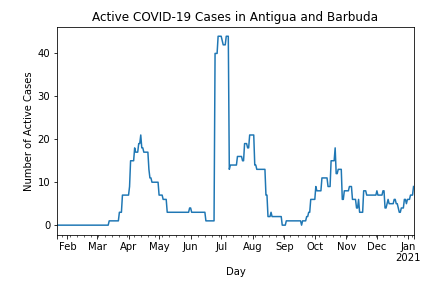 Active COVID-19 Cases in Antigua and Barbuda
40
30
20
10
0
Number of Active Cases
Feb Mar Apr May Jun Jul Aug Sep Oct Nov Dec Jan
2021
Day